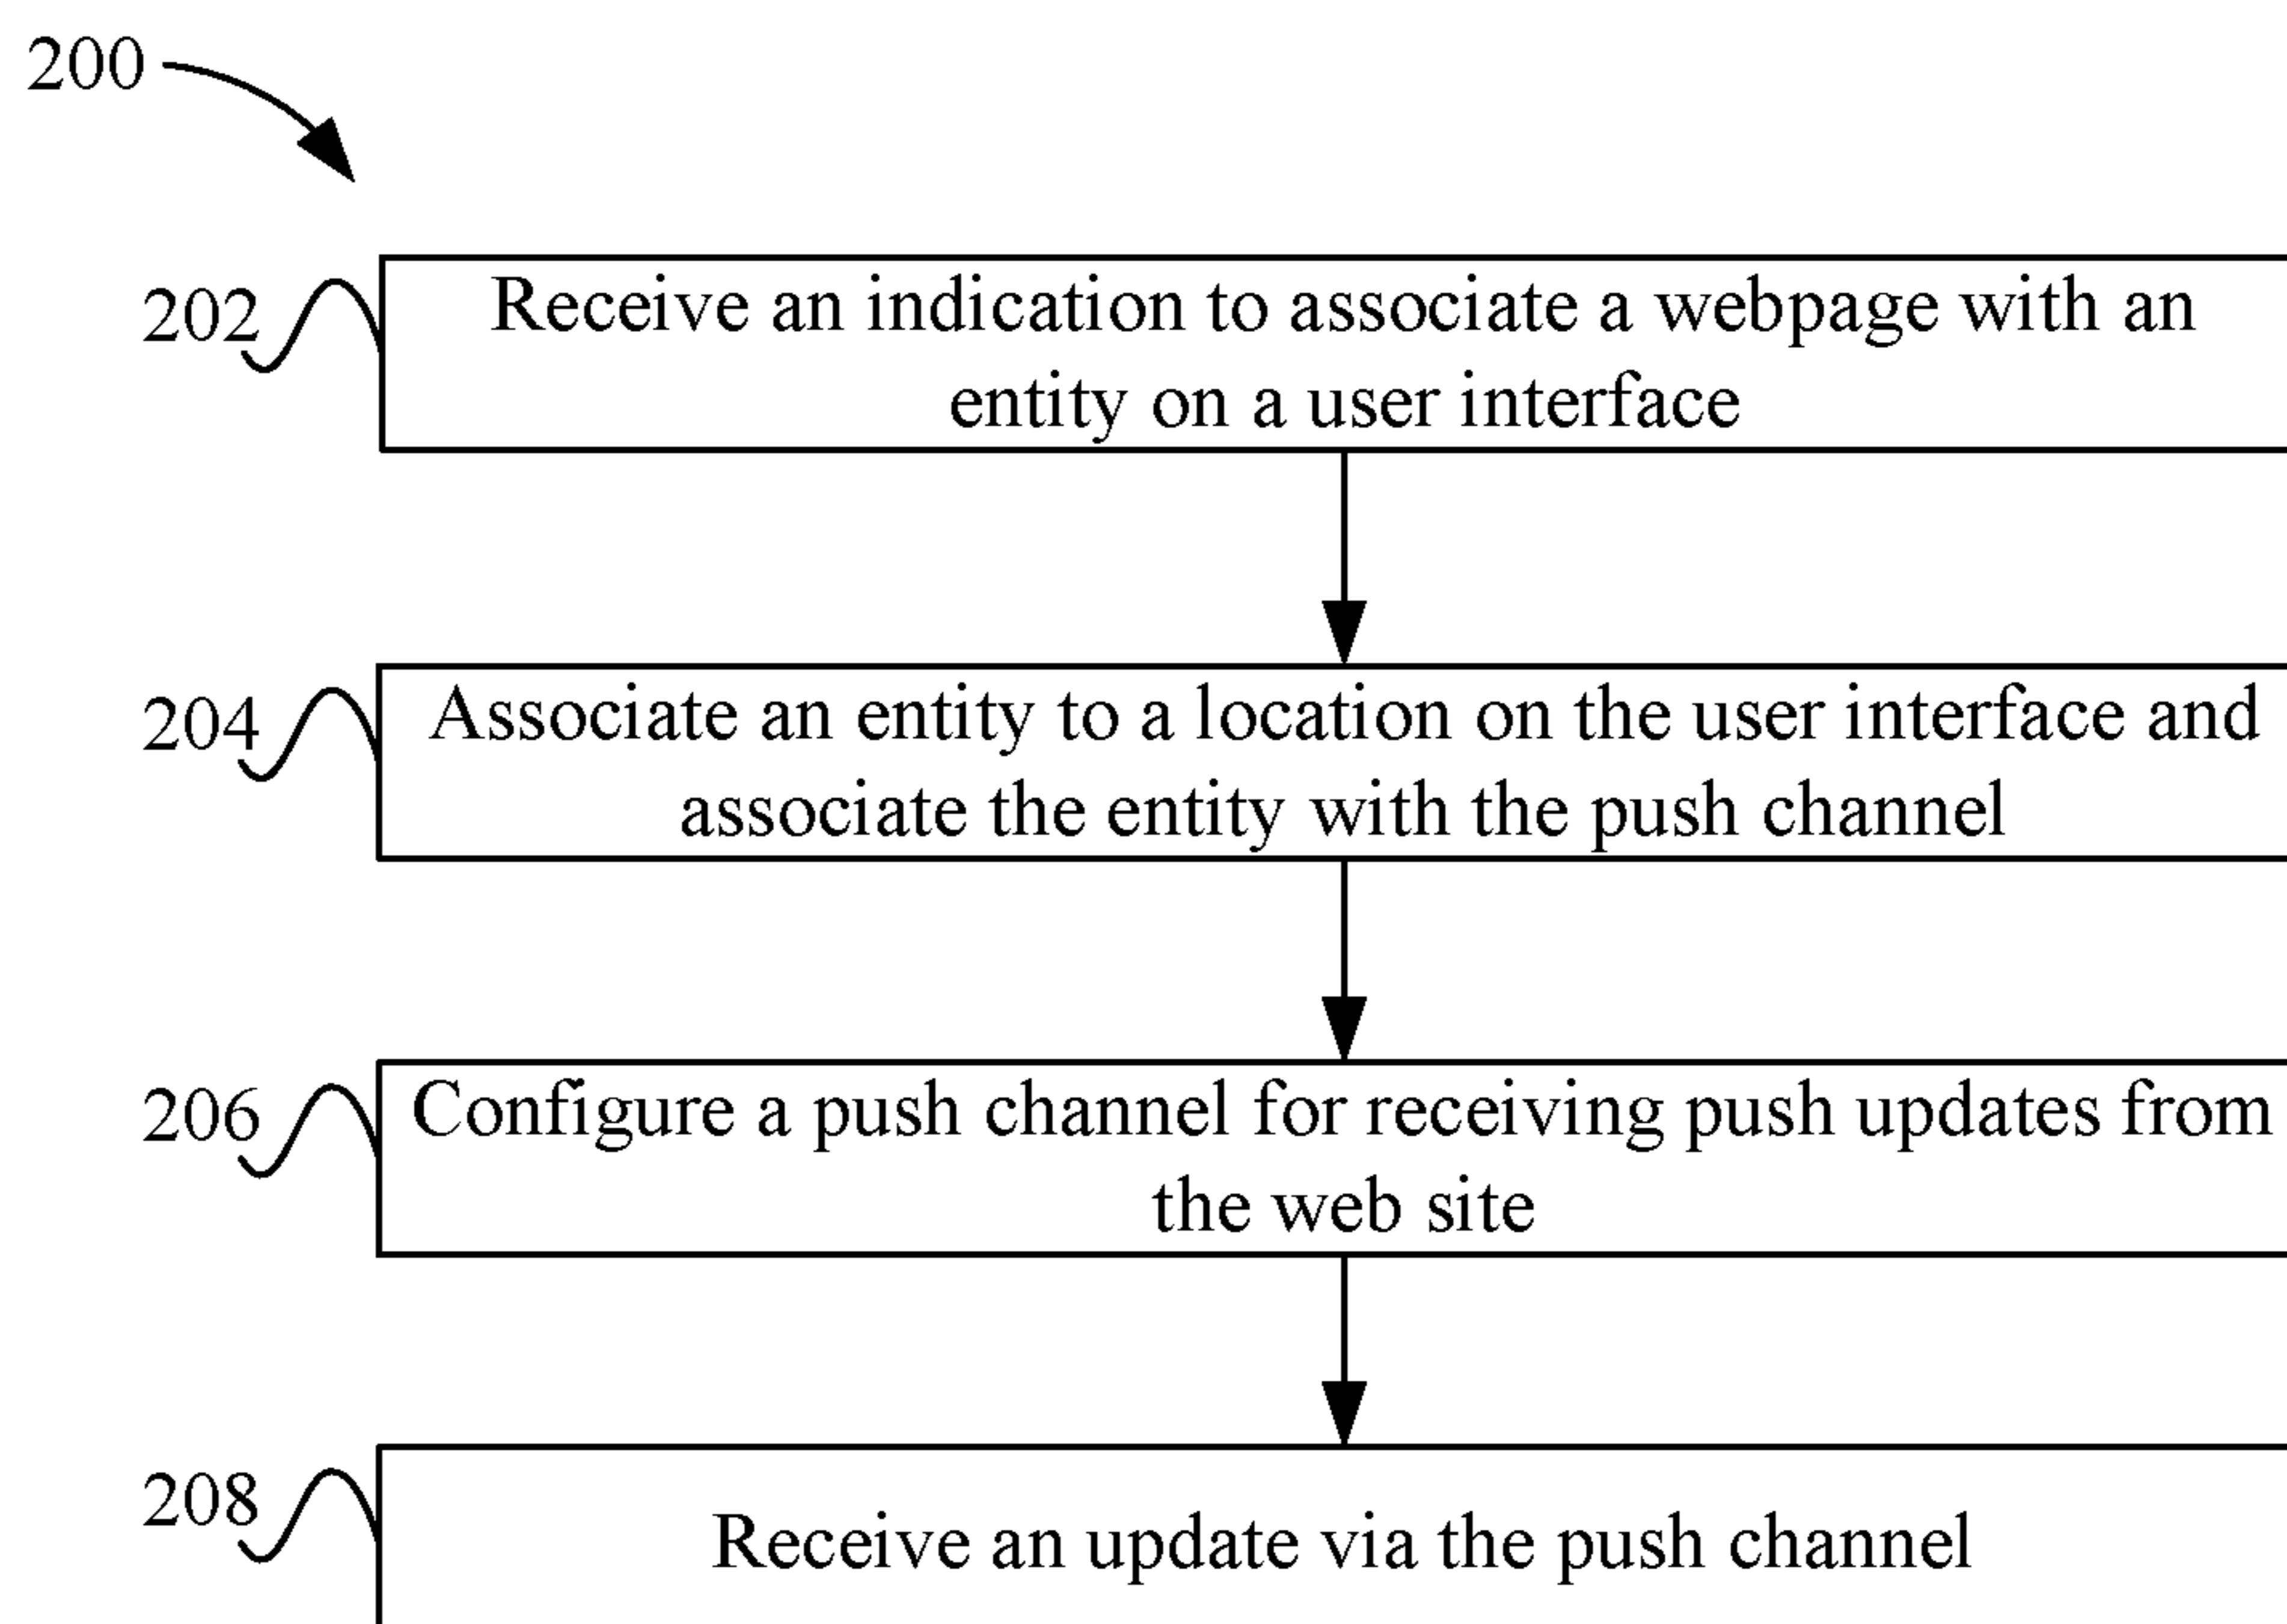 200
202
Receive an indication to associate a webpage with an
entity on a user interface
204
Associate an entity to a location on the user interface and
associate the entity with the push channel
206
Configure a push channel for receiving push updates from
the web site
208
Receive an update via the push channel